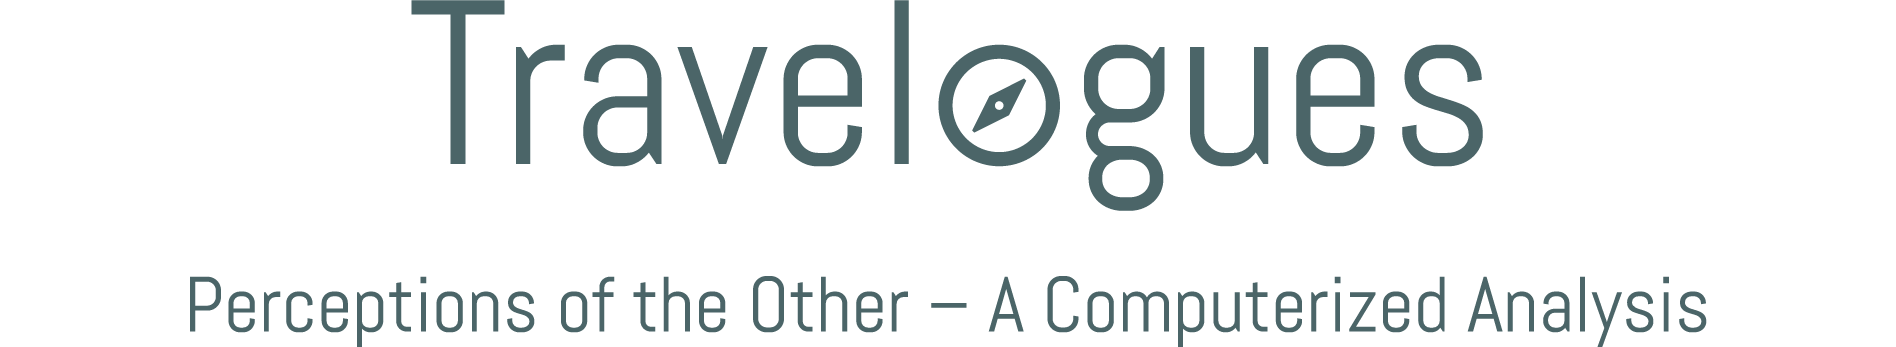 Travelogues
Perceptions of the Other – A Computerized Analysis